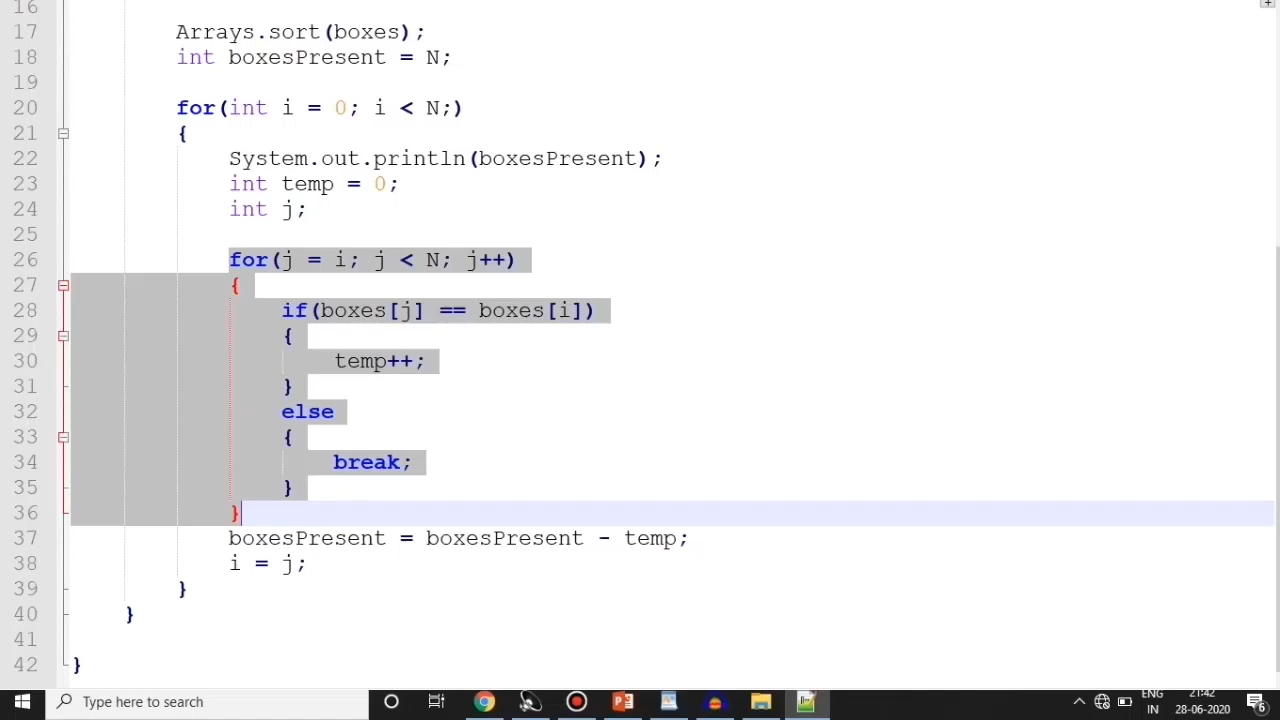 16
17 Arrays.sort(boxes);
18 int boxesPresent = N;
19
20 for(int i = 0; i < N;)
21 {
22 System.out.println(boxesPresent);
23 int temp = 0;
24 int j;
25
26 for(j = i; j < N; j++)
27 {
28 if(boxes[j] == boxes[i])
29 {
30 temp++;
31 }
32 else
33 {
34 break;
35 }
36 }
37 boxesPresent = boxesPresent - temp;
38 i = j;
39 }
40 }
41
42 }
Type here to search
ENG
IN
21:42
28-06-2020
6